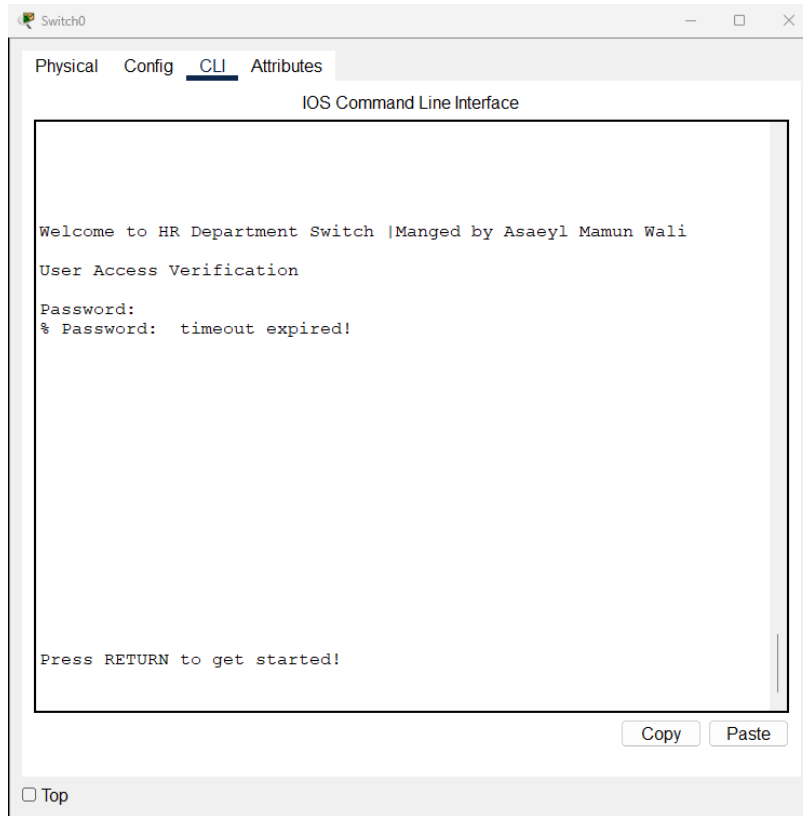 Switch0
Physical Config CLI Attributes
IOS Command Line Interface
Welcome to HR Department Switch |Manged by Asaeyl Mamun Wali
User Access Verification
Password:
% Password:  timeout expired!
Press RETURN to get started!
Copy Paste
Top